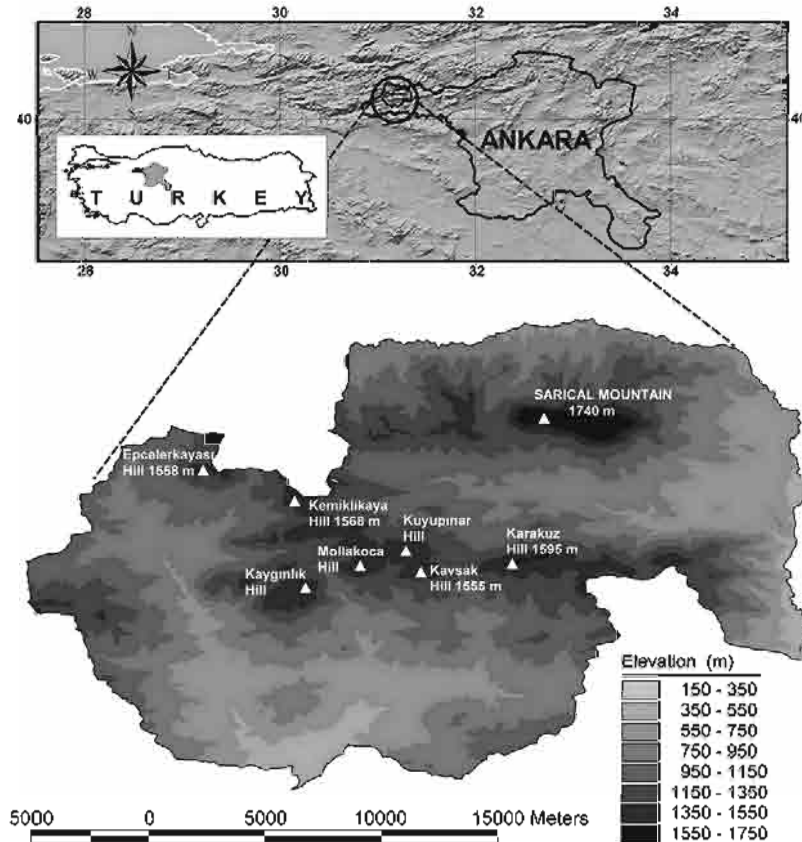 28 30 32 34
N
W E
40 40
ANKARA
T U R K E Y
28 30 32 34
SARICAL MOUNTAIN
1740 m
Epcelerkayası
Hill 1558 m
Kemiklikaya
Hill 1568 m
Kuyupınar
Hill
Karakuz
Hill 1595 m
Mollakoca
Hill
Kavsak
Hill 1555 m
Kaygınlık
Hill
Elevation (m)
150 - 350
350 - 550
550 - 750
750 - 950
950 - 1150
1150 - 1350
1350 - 1550
1550 - 1750
5000 0 5000 10000 15000 Meters